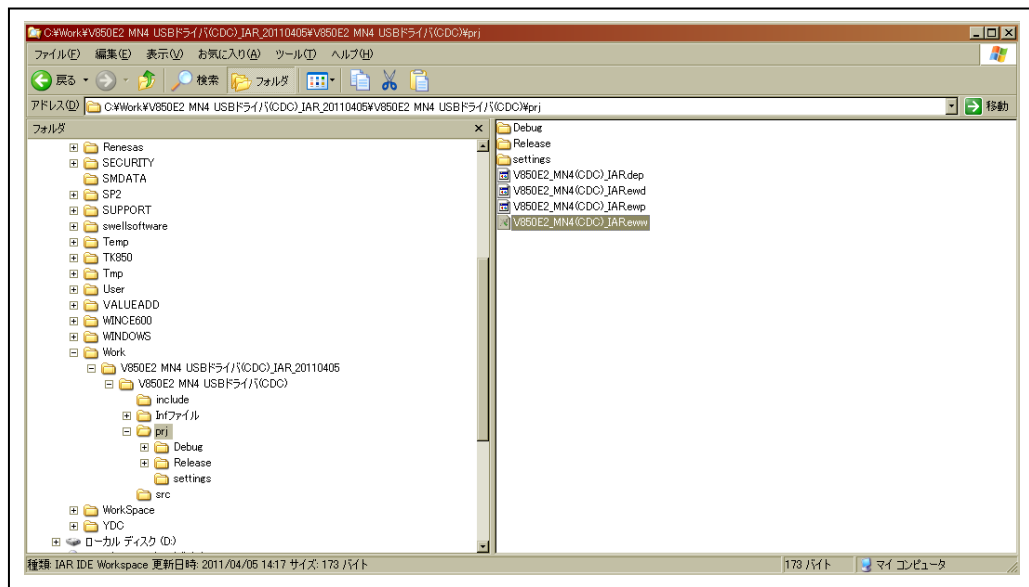 C:¥Work¥V850E2 MN4 USBドライバ(CDC)_IAR_20110405¥V850E2 MN4 USBドライバ(CDC)¥prj
ファイル(F) 編集(E) 表示(V) お気に入り(A) ツール(T) ヘルプ(H)
戻る 検索 フォルダ
アドレス(D) C:¥Work¥V850E2 MN4 USBドライバ(CDC)_IAR_20110405¥V850E2 MN4 USBドライバ(CDC)¥prj 移動
フォルダ
Renesas
SECURITY
SMDATA
SP2
SUPPORT
swellsoftware
Temp
TK850
Tmp
User
VALUEADD
WINCE600
WINDOWS
Work
V850E2 MN4 USBドライバ(CDC)_IAR_20110405
V850E2 MN4 USBドライバ(CDC)
include
Infファイル
prj
Debug
Release
settings
src
WorkSpace
YDC
ローカル ディスク (D:)
Debug
Release
settings
V850E2_MN4(CDC)_IAR.dep
V850E2_MN4(CDC)_IAR.ewd
V850E2_MN4(CDC)_IAR.ewp
V850E2_MN4(CDC)_IAR.eww
種類: IAR IDE Workspace 更新日時: 2011/04/05 14:17 サイズ: 173 バイト 173 バイト マイ コンピュータ